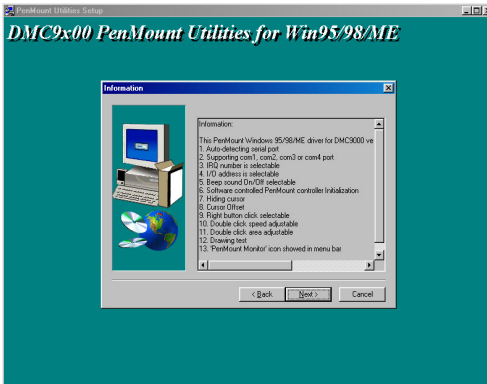 PenMount Utilities Setup
DMC9x00 PenMount Utilities for Win95/98/ME
Information
Information:
This PenMount Windows 95/98/ME driver for DMC9000 ve
1. Auto-detecting serial port
2. Supporting com1, com2, com3 or com4 port
3. IRQ number is selectable
4. I/O address is selectable
5. Beep sound On/Off selectable
6. Software controlled PenMount controller Initialization
7. Hiding cursor
8. Cursor Offset
9. Right button click selectable
10. Double click speed adjustable
11. Double click area adjustable
12. Drawing test
13. 'PenMount Monitor' icon showed in menu bar
< Back
Next >
Cancel